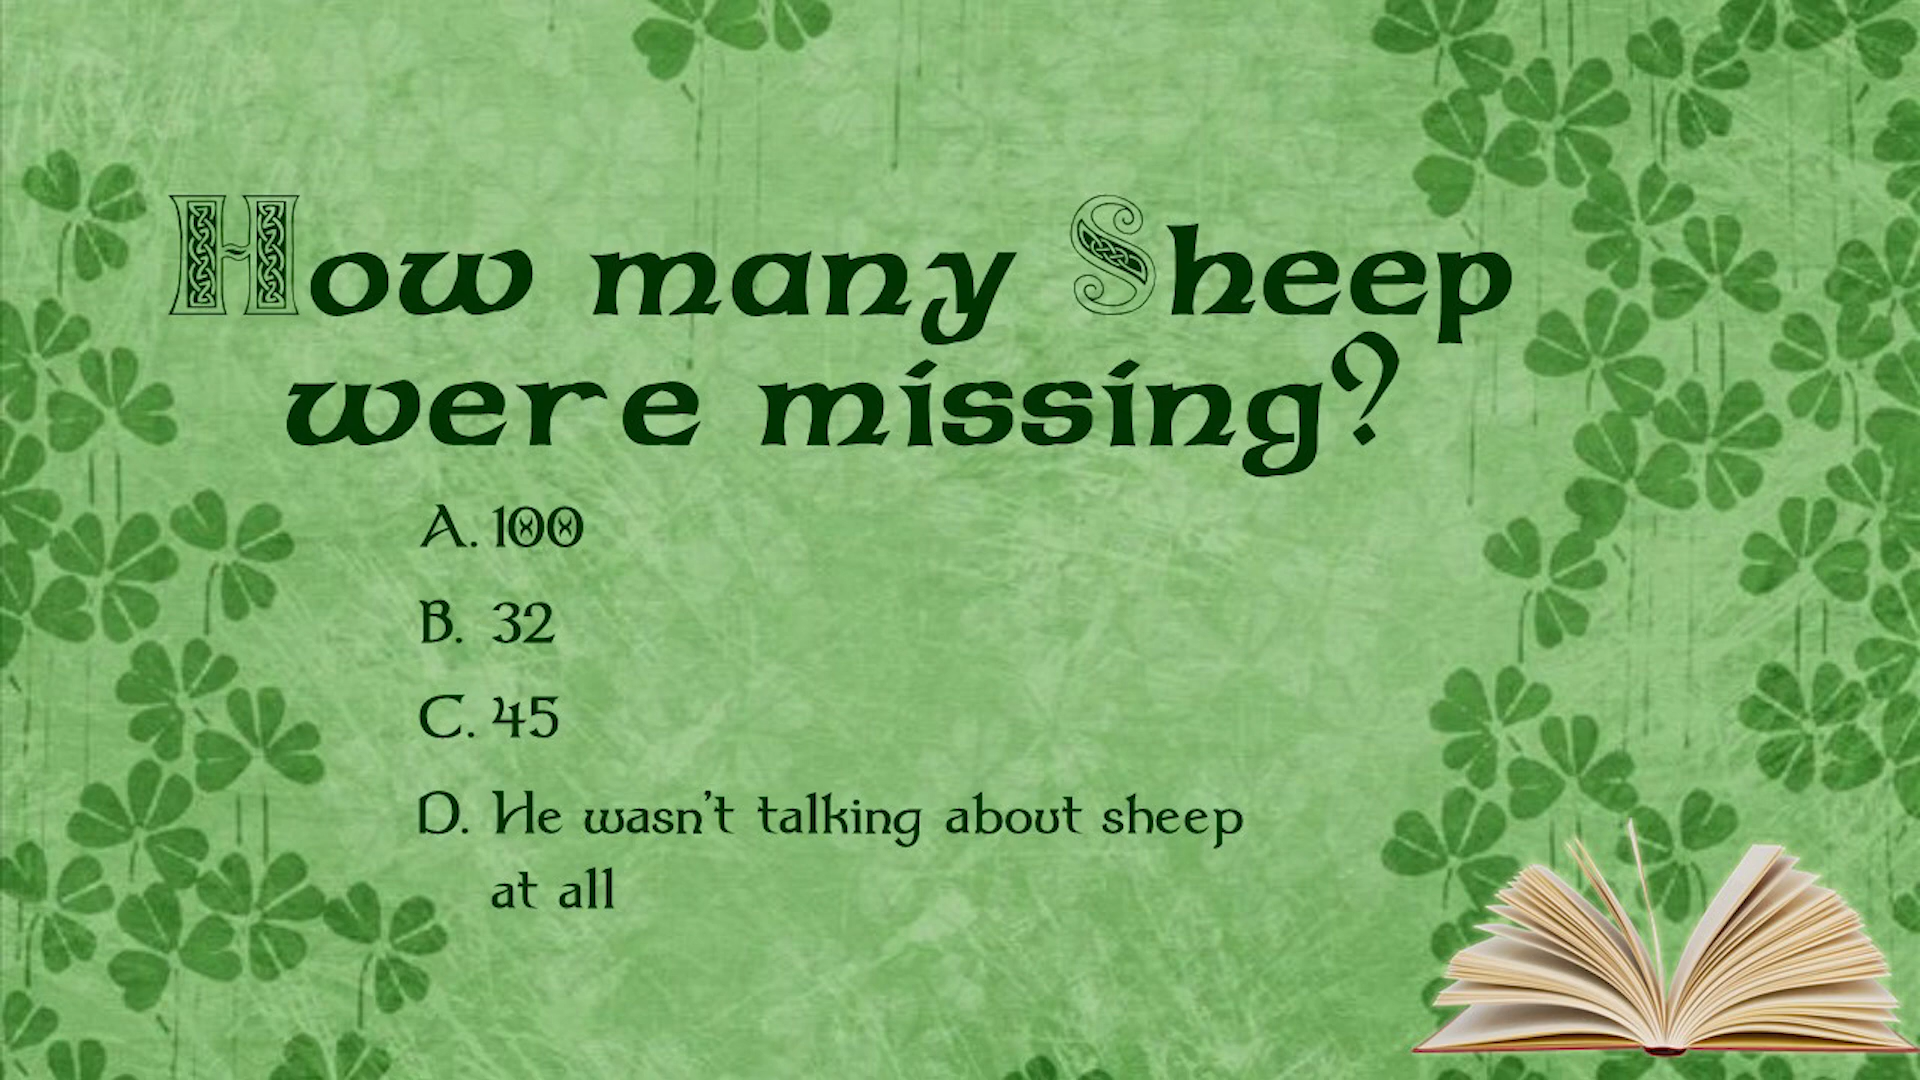 How many Sheep
were missing?
A. 100
B. 32
C. 45
D. He wasn't talking about sheep
at all